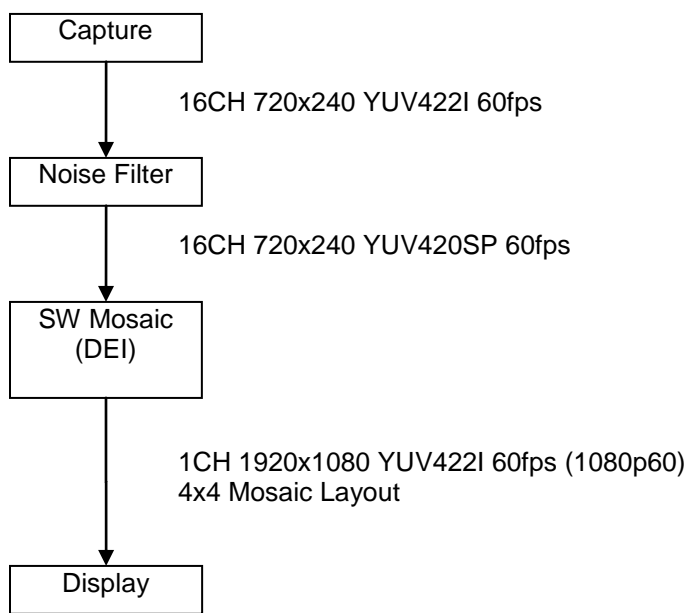 Capture
16CH 720x240 YUV422I 60fps
Noise Filter
16CH 720x240 YUV420SP 60fps
SW Mosaic
(DEI)
1CH 1920x1080 YUV422I 60fps (1080p60)
4x4 Mosaic Layout
Display